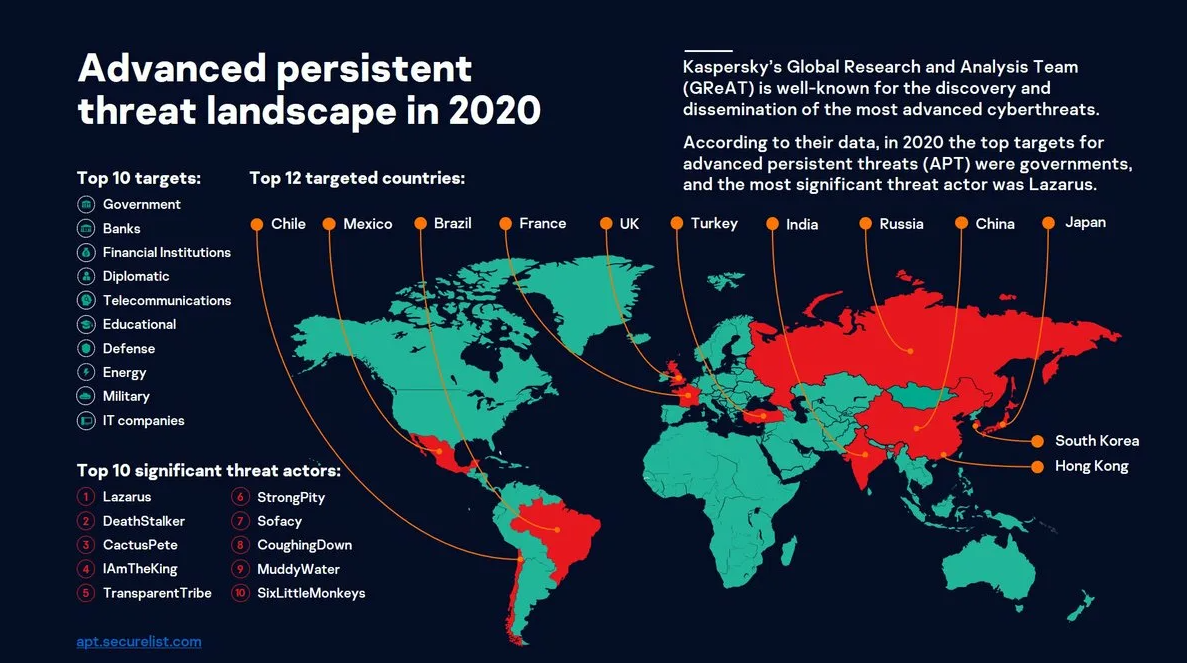 Advanced persistent
threat landscape in 2020
Kaspersky's Global Research and Analysis Team
(GReAT) is well-known for the discovery and
dissemination of the most advanced cyberthreats.
According to their data, in 2020 the top targets for
advanced persistent threats (APT) were governments,
and the most significant threat actor was Lazarus.
Top 10 targets:
Government
Banks
Financial Institutions
Diplomatic
Telecommunications
Educational
Defense
Energy
Military
IT companies
Top 12 targeted countries:
Chile
Mexico
Brazil
France
UK
Turkey
India
Russia
China
Japan
South Korea
Hong Kong
Top 10 significant threat actors:
1 Lazarus
2 DeathStalker
3 CactusPete
4 IAmTheKing
5 TransparentTribe
6 StrongPity
7 Sofacy
8 CoughingDown
9 MuddyWater
10 SixLittleMonkeys
apt.securelist.com